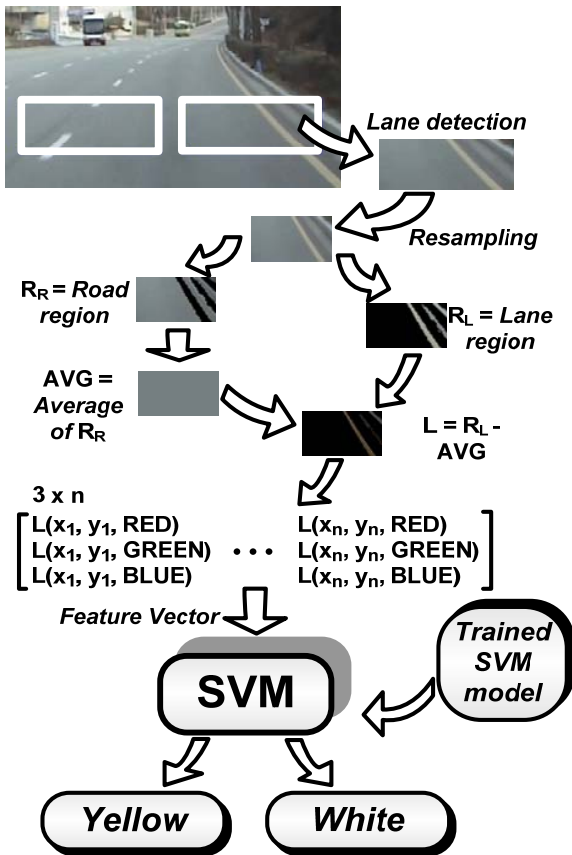 Lane detection
Resampling
R_R = Road
region
R_L = Lane
region
AVG =
Average
of R_R
L = R_L -
AVG
3 x n
L(x_1, y_1, RED) L(x_n, y_n, RED)
L(x_1, y_1, GREEN) • • • L(x_n, y_n, GREEN)
L(x_1, y_1, BLUE) L(x_n, y_n, BLUE)
Feature Vector
Trained
SVM
model
SVM
Yellow
White